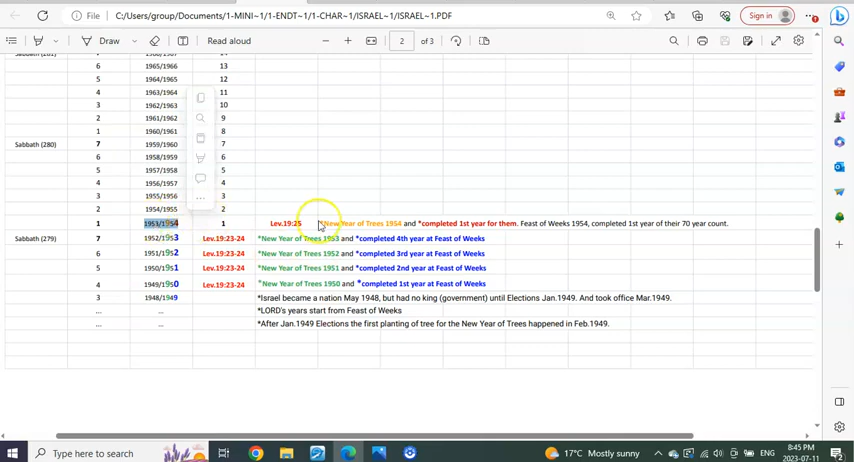 File C:/Users/group/Documents/1-MINI~1/1-ENDT~1/1-CHAR~1/ISRAEL~1/ISRAEL~1.PDF Sign in
Draw Read aloud 2 of 3
6 1965/1966 13
5 1964/1965 12
4 1963/1964 11
3 1962/1963 10
2 1961/1962 9
1 1960/1961 8
Sabbath (280) 7 1959/1960 7
6 1958/1959 6
5 1957/1958 5
4 1956/1957 4
3 1955/1956 3
2 1954/1955 2
1 1953/1954 1 Lev.19:25 *New Year of Trees 1954 and *completed 1st year for them. Feast of Weeks 1954, completed 1st year of their 70 year count.
Sabbath (279) 7 1952/1953 Lev.19:23-24 *New Year of Trees 1953 and *completed 4th year at Feast of Weeks
6 1951/1952 Lev.19:23-24 *New Year of Trees 1952 and *completed 3rd year at Feast of Weeks
5 1950/1951 Lev.19:23-24 *New Year of Trees 1951 and *completed 2nd year at Feast of Weeks
4 1949/1950 Lev.19:23-24 *New Year of Trees 1950 and *completed 1st year at Feast of Weeks
3 1948/1949 *Israel became a nation May 1948, but had no king (government) until Elections Jan.1949. And took office Mar.1949.
... ... *LORD's years start from Feast of Weeks
... ... *After Jan.1949 Elections the first planting of tree for the New Year of Trees happened in Feb.1949.
Type here to search 17°C Mostly sunny ENG 8:45 PM
2023-07-11